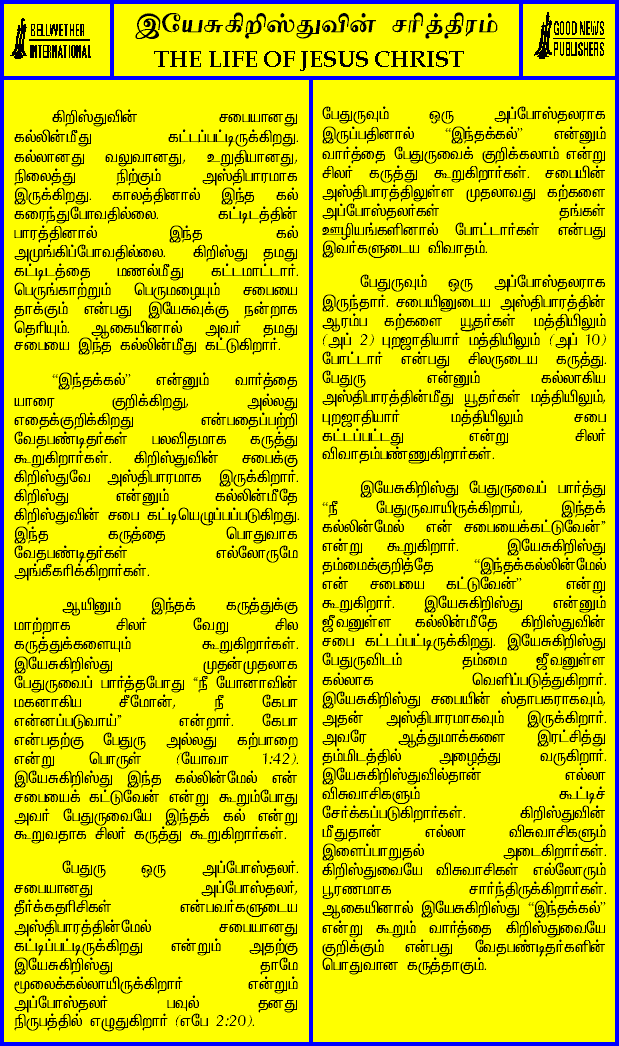 BELLWETHER
INTERNATIONAL
இயேசுகிறிஸ்துவின் சரித்திரம்
THE LIFE OF JESUS CHRIST
GOOD NEWS
PUBLISHERS
கிறிஸ்துவின் சபையானது
கல்லின்மீது கட்டப்பட்டிருக்கிறது.
கல்லானது வலுவானது, உறுதியானது,
நிலைத்து நிற்கும் அஸ்திபாரமாக
இருக்கிறது. காலத்தினால் இந்த கல்
கரைந்துபோவதில்லை. கட்டிடத்தின்
பாரத்தினால் இந்த கல்
அமுங்கிப்போவதில்லை. கிறிஸ்து தமது
கட்டிடத்தை மணல்மீது கட்டமாட்டார்.
பெருங்காற்றும் பெருமழையும் சபையை
தாக்கும் என்பது இயேசுவுக்கு நன்றாக
தெரியும். ஆகையினால் அவர் தமது
சபையை இந்த கல்லின்மீது கட்டுகிறார்.
“இந்தக்கல்” என்னும் வார்த்தை
யாரை குறிக்கிறது, அல்லது
எதைக்குறிக்கிறது என்பதைப்பற்றி
வேதபண்டிதர்கள் பலவிதமாக கருத்து
கூறுகிறார்கள். கிறிஸ்துவின் சபைக்கு
கிறிஸ்துவே அஸ்திபாரமாக இருக்கிறார்.
கிறிஸ்து என்னும் கல்லின்மீதே
கிறிஸ்துவின் சபை கட்டியெழுப்பப்படுகிறது.
இந்த கருத்தை பொதுவாக
வேதபண்டிதர்கள் எல்லோருமே
அங்கீகரிக்கிறார்கள்.
ஆயினும் இந்தக் கருத்துக்கு
மாற்றாக சிலர் வேறு சில
கருத்துக்களையும் கூறுகிறார்கள்.
இயேசுகிறிஸ்து முதன்முதலாக
பேதுருவைப் பார்த்தபோது “நீ யோனாவின்
மகனாகிய சீமோன், நீ கேபா
என்னப்படுவாய்” என்றார். கேபா
என்பதற்கு பேதுரு அல்லது கற்பாறை
என்று பொருள் (யோவா 1:42).
இயேசுகிறிஸ்து இந்த கல்லின்மேல் என்
சபையைக் கட்டுவேன் என்று கூறும்போது
அவர் பேதுருவையே இந்தக் கல் என்று
கூறுவதாக சிலர் கருத்து கூறுகிறார்கள்.
பேதுரு ஒரு அப்போஸ்தலர்.
சபையானது அப்போஸ்தலர்,
தீர்க்கதரிசிகள் என்பவர்களுடைய
அஸ்திபாரத்தின்மேல் சபையானது
கட்டிப்பட்டிருக்கிறது என்றும் அதற்கு
இயேசுகிறிஸ்து தாமே
மூலைக்கல்லாயிருக்கிறார் என்றும்
அப்போஸ்தலர் பவுல் தனது
நிருபத்தில் எழுதுகிறார் (எபே 2:20).
பேதுருவும் ஒரு அப்போஸ்தலராக
இருப்பதினால் “இந்தக்கல்” என்னும்
வார்த்தை பேதுருவைக் குறிக்கலாம் என்று
சிலர் கருத்து கூறுகிறார்கள். சபையின்
அஸ்திபாரத்திலுள்ள முதலாவது கற்களை
அப்போஸ்தலர்கள் தங்கள்
ஊழியங்களினால் போட்டார்கள் என்பது
இவர்களுடைய விவாதம்.
பேதுருவும் ஒரு அப்போஸ்தலராக
இருந்தார். சபையினுடைய அஸ்திபாரத்தின்
ஆரம்ப கற்களை யூதர்கள் மத்தியிலும்
(அப் 2) புறஜாதியார் மத்தியிலும் (அப் 10)
போட்டார் என்பது சிலருடைய கருத்து.
பேதுரு என்னும் கல்லாகிய
அஸ்திபாரத்தின்மீது யூதர்கள் மத்தியிலும்,
புறஜாதியார் மத்தியிலும் சபை
கட்டப்பட்டது என்று சிலர்
விவாதம்பண்ணுகிறார்கள்.
இயேசுகிறிஸ்து பேதுருவைப் பார்த்து
“நீ பேதுருவாயிருக்கிறாய், இந்தக்
கல்லின்மேல் என் சபையைக்கட்டுவேன்”
என்று கூறுகிறார். இயேசுகிறிஸ்து
தம்மைக்குறித்தே “இந்தக்கல்லின்மேல்
என் சபையை கட்டுவேன்” என்று
கூறுகிறார். இயேசுகிறிஸ்து என்னும்
ஜீவனுள்ள கல்லின்மீதே கிறிஸ்துவின்
சபை கட்டப்பட்டிருக்கிறது. இயேசுகிறிஸ்து
பேதுருவிடம் தம்மை ஜீவனுள்ள
கல்லாக வெளிப்படுத்துகிறார்.
இயேசுகிறிஸ்து சபையின் ஸ்தாபகராகவும்,
அதன் அஸ்திபாரமாகவும் இருக்கிறார்.
அவரே ஆத்துமாக்களை இரட்சித்து
தம்மிடத்தில் அழைத்து வருகிறார்.
இயேசுகிறிஸ்துவில்தான் எல்லா
விசுவாசிகளும் கூட்டிச்
சேர்க்கப்படுகிறார்கள். கிறிஸ்துவின்
மீதுதான் எல்லா விசுவாசிகளும்
இளைப்பாறுதல் அடைகிறார்கள்.
கிறிஸ்துவையே விசுவாசிகள் எல்லோரும்
பூரணமாக சார்ந்திருக்கிறார்கள்.
ஆகையினால் இயேசுகிறிஸ்து “இந்தக்கல்”
என்று கூறும் வார்த்தை கிறிஸ்துவையே
குறிக்கும் என்பது வேதபண்டிதர்களின்
பொதுவான கருத்தாகும்.